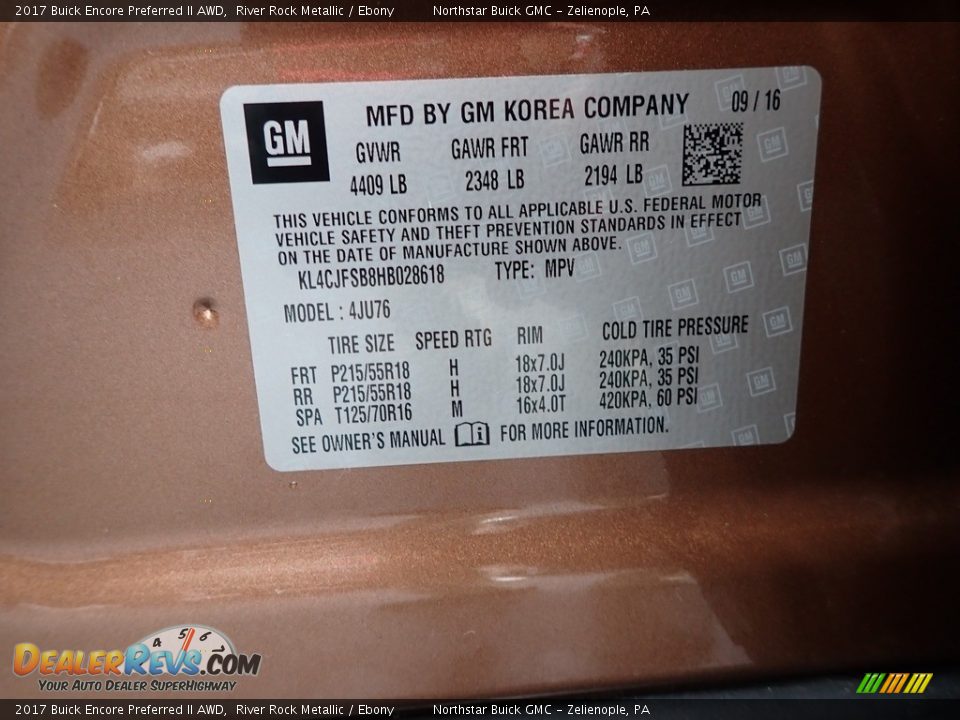 2017 Buick Encore Preferred II AWD, River Rock Metallic / Ebony Northstar Buick GMC - Zelienople, PA
GM
MFD BY GM KOREA COMPANY 09 / 16
GVWR GAWR FRT GAWR RR
4409 LB 2348 LB 2194 LB
THIS VEHICLE CONFORMS TO ALL APPLICABLE U.S. FEDERAL MOTOR
VEHICLE SAFETY AND THEFT PREVENTION STANDARDS IN EFFECT
ON THE DATE OF MANUFACTURE SHOWN ABOVE.
KL4CJFSB8HB028618 TYPE: MPV
MODEL : 4JU76
TIRE SIZE SPEED RTG RIM COLD TIRE PRESSURE
FRT P215/55R18 H 18x7.0J 240KPA, 35 PSI
RR P215/55R18 H 18x7.0J 240KPA, 35 PSI
SPA T125/70R16 M 16x4.0T 420KPA, 60 PSI
SEE OWNER'S MANUAL FOR MORE INFORMATION.
4 5 6
DEALERREVS.COM
YOUR AUTO DEALER SUPERHIGHWAY
2017 Buick Encore Preferred II AWD, River Rock Metallic / Ebony Northstar Buick GMC - Zelienople, PA